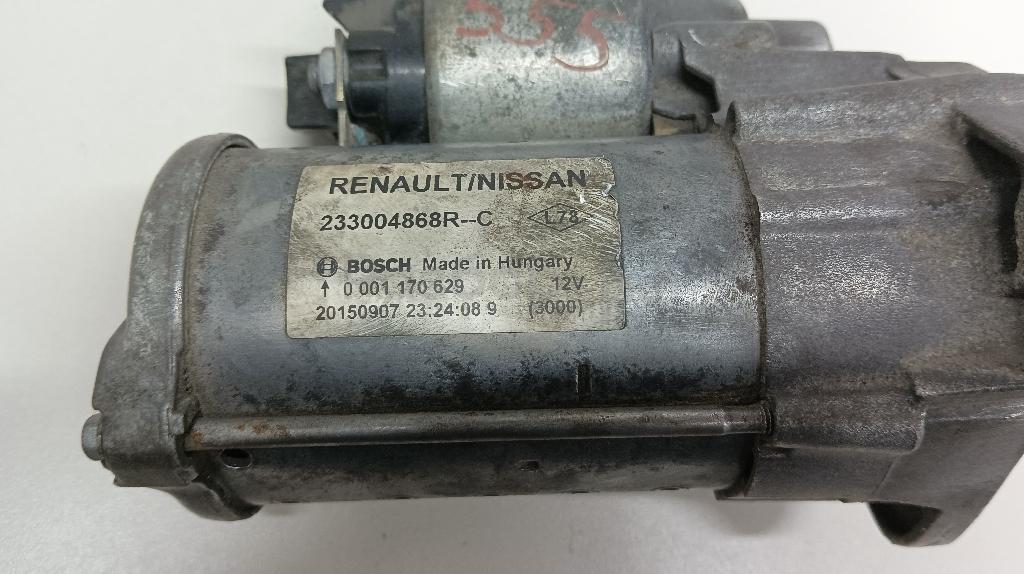 555
RENAULT/NISSAN
233004868R--C L78
BOSCH Made in Hungary
↑ 0 001 170 629 12V
20150907 23:24:08 9 (3000)